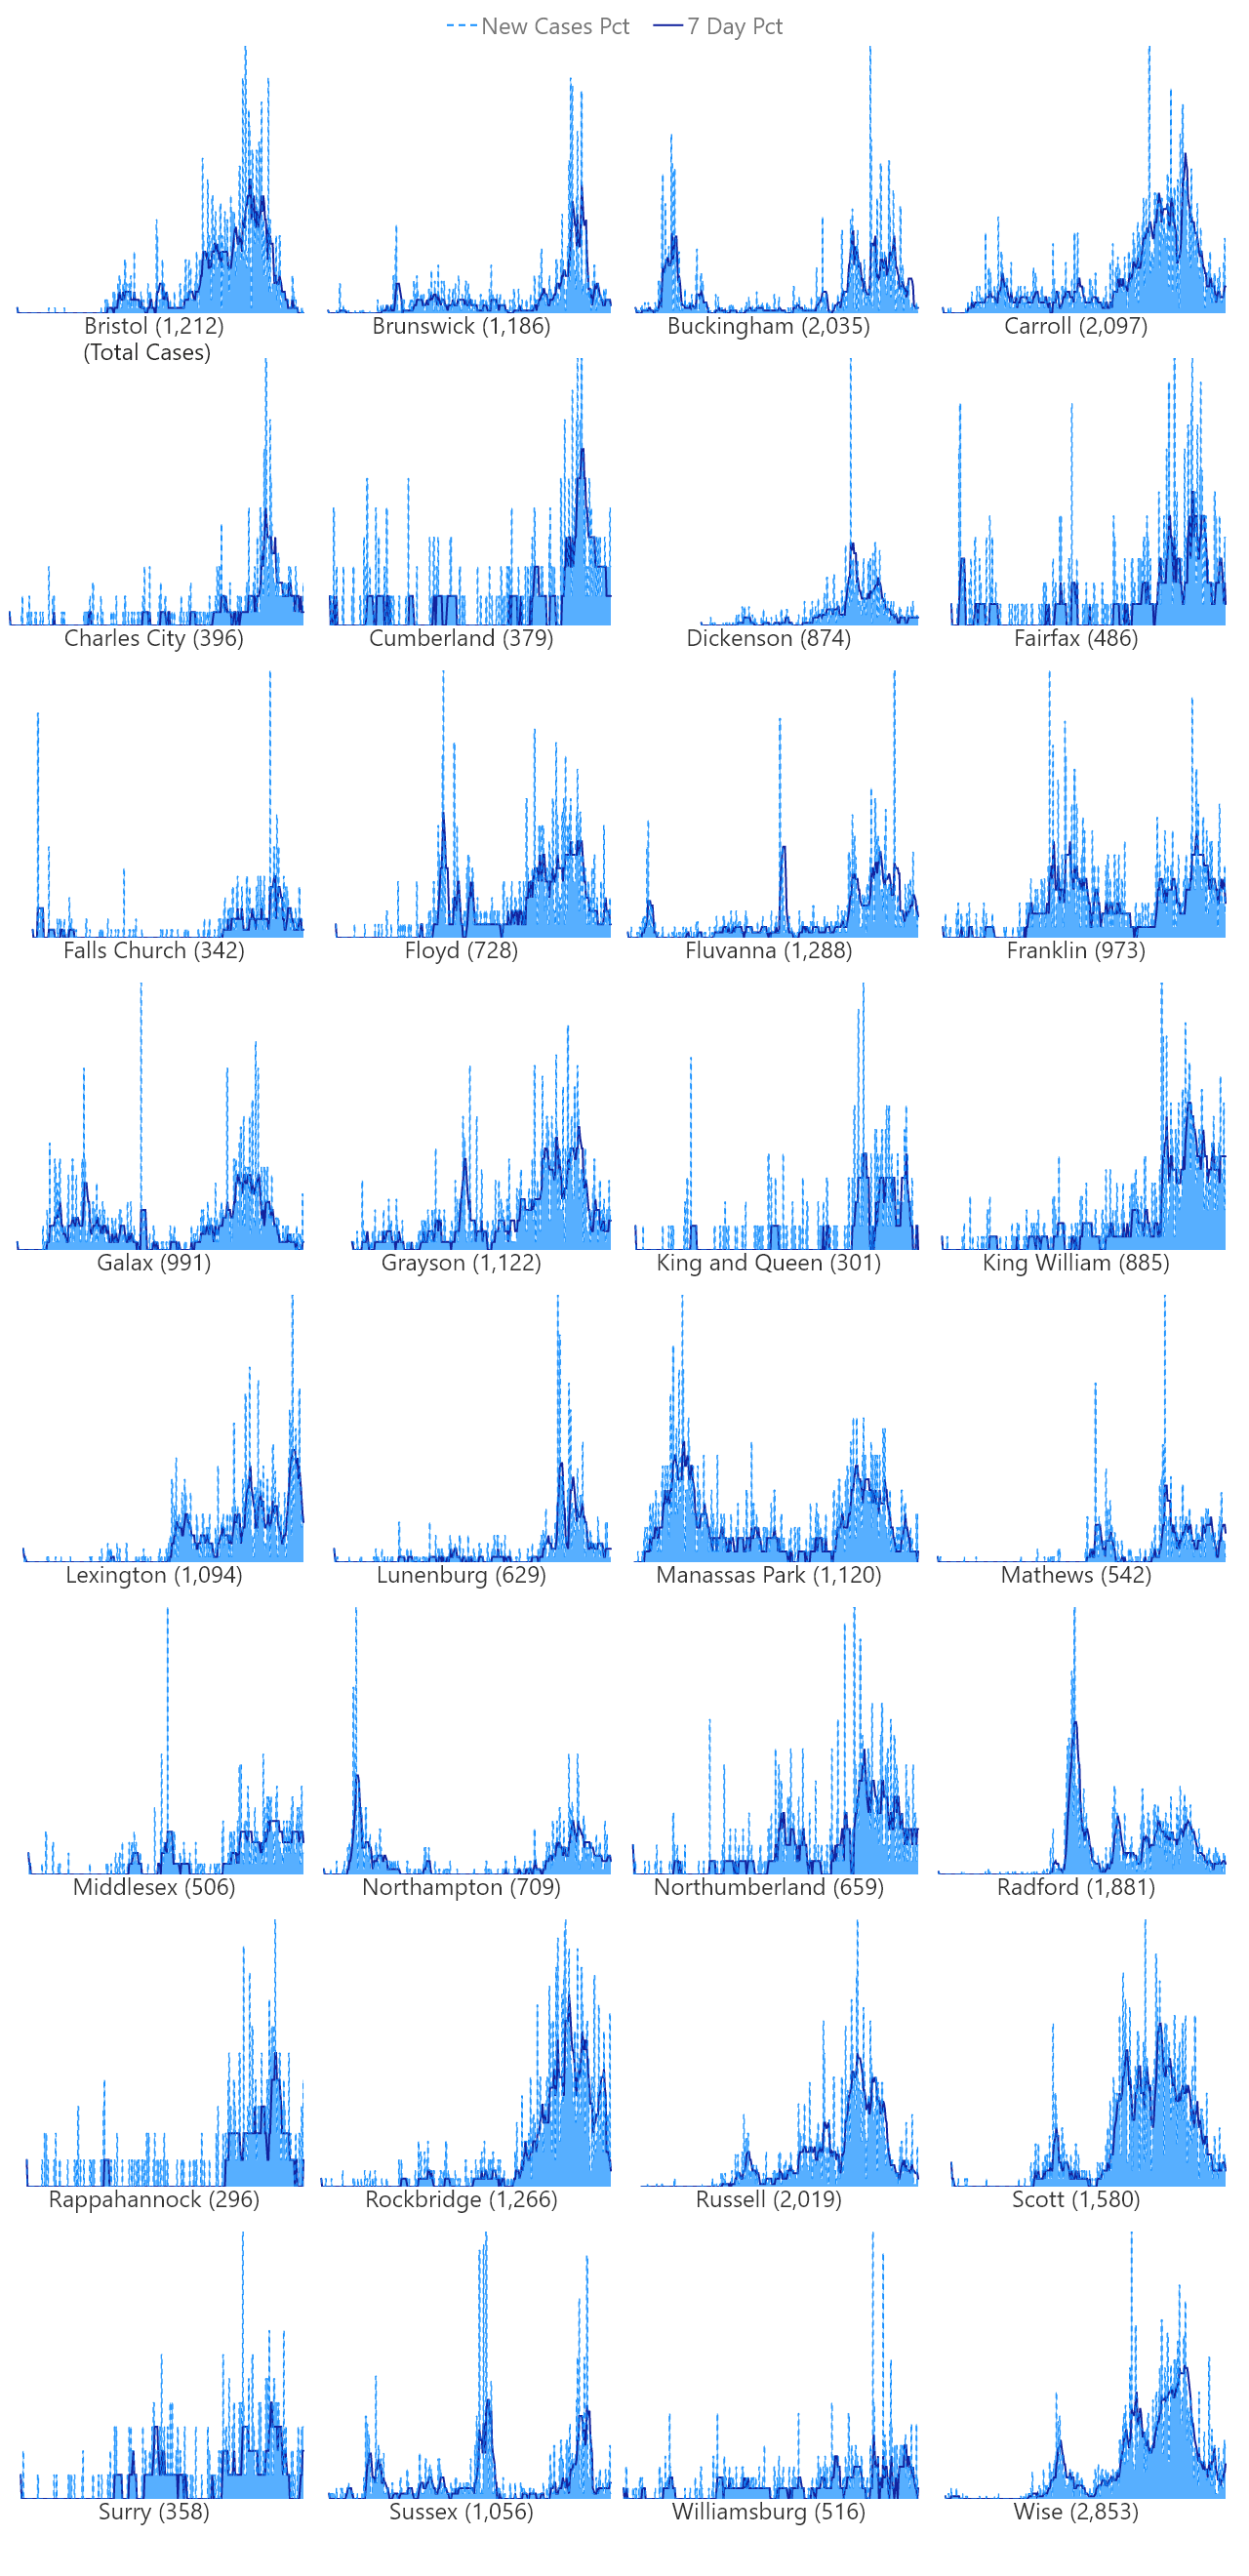 New Cases Pct 7 Day Pct
Bristol (1,212) Brunswick (1,186) Buckingham (2,035) Carroll (2,097)
(Total Cases)
Charles City (396) Cumberland (379) Dickenson (874) Fairfax (486)
Falls Church (342) Floyd (728) Fluvanna (1,288) Franklin (973)
Galax (991) Grayson (1,122) King and Queen (301) King William (885)
Lexington (1,094) Lunenburg (629) Manassas Park (1,120) Mathews (542)
Middlesex (506) Northampton (709) Northumberland (659) Radford (1,881)
Rappahannock (296) Rockbridge (1,266) Russell (2,019) Scott (1,580)
Surry (358) Sussex (1,056) Williamsburg (516) Wise (2,853)